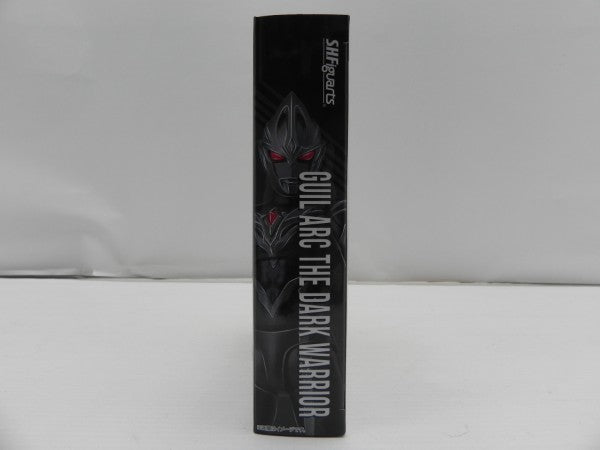 S.H.Figuarts
GUIL ARC THE DARK WARRIOR